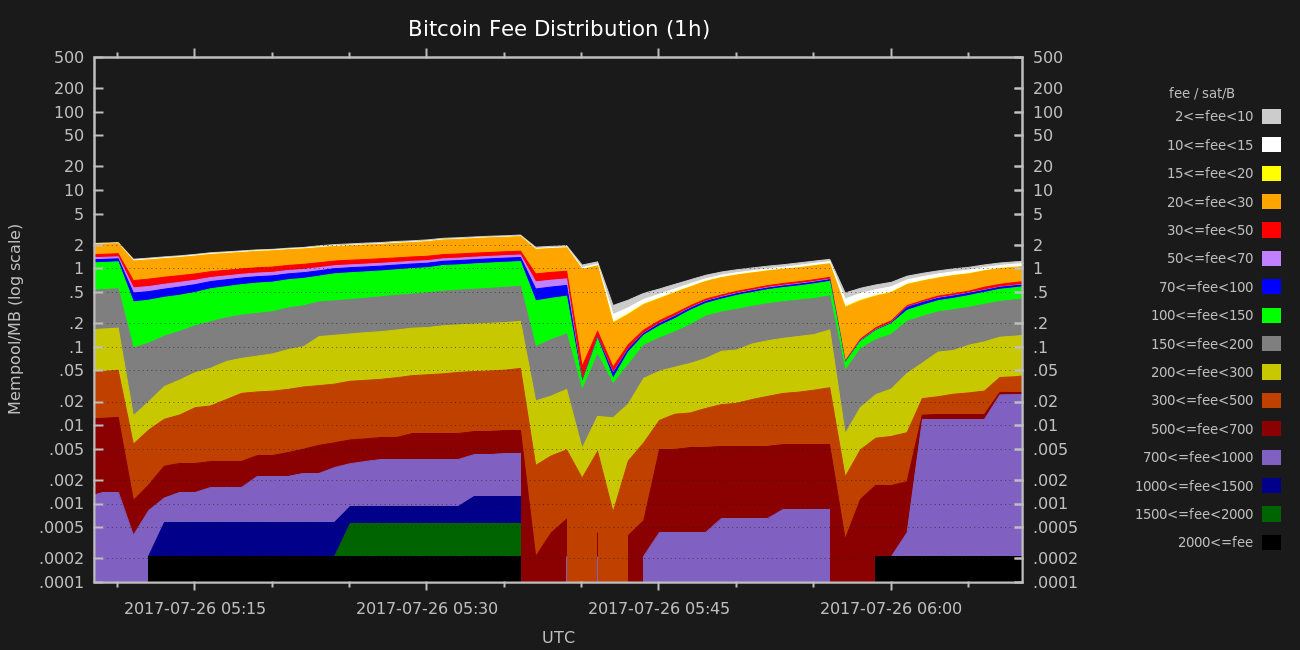 Bitcoin Fee Distribution (1h)
Mempool/MB (log scale)
500
200
100
50
20
10
5
2
1
.5
.2
.1
.05
.02
.01
.005
.002
.001
.0005
.0002
.0001
500
200
100
50
20
10
5
2
1
.5
.2
.1
.05
.02
.01
.005
.002
.001
.0005
.0002
.0001
fee / sat/B
2<=fee<10
10<=fee<15
15<=fee<20
20<=fee<30
30<=fee<50
50<=fee<70
70<=fee<100
100<=fee<150
150<=fee<200
200<=fee<300
300<=fee<500
500<=fee<700
700<=fee<1000
1000<=fee<1500
1500<=fee<2000
2000<=fee
2017-07-26 05:15 2017-07-26 05:30 2017-07-26 05:45 2017-07-26 06:00
UTC